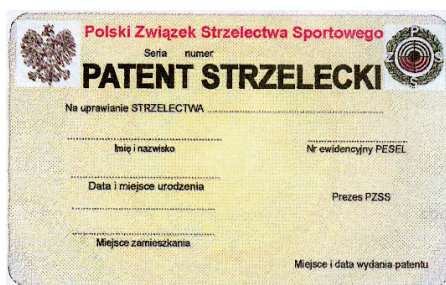 Polski Związek Strzelectwa Sportowego
Seria numer
PATENT STRZELECKI
Na uprawianie STRZELECTWA
Imię i nazwisko
Nr ewidencyjny PESEL
Data i miejsce urodzenia
Prezes PZSS
Miejsce zamieszkania
Miejsce i data wydania patentu